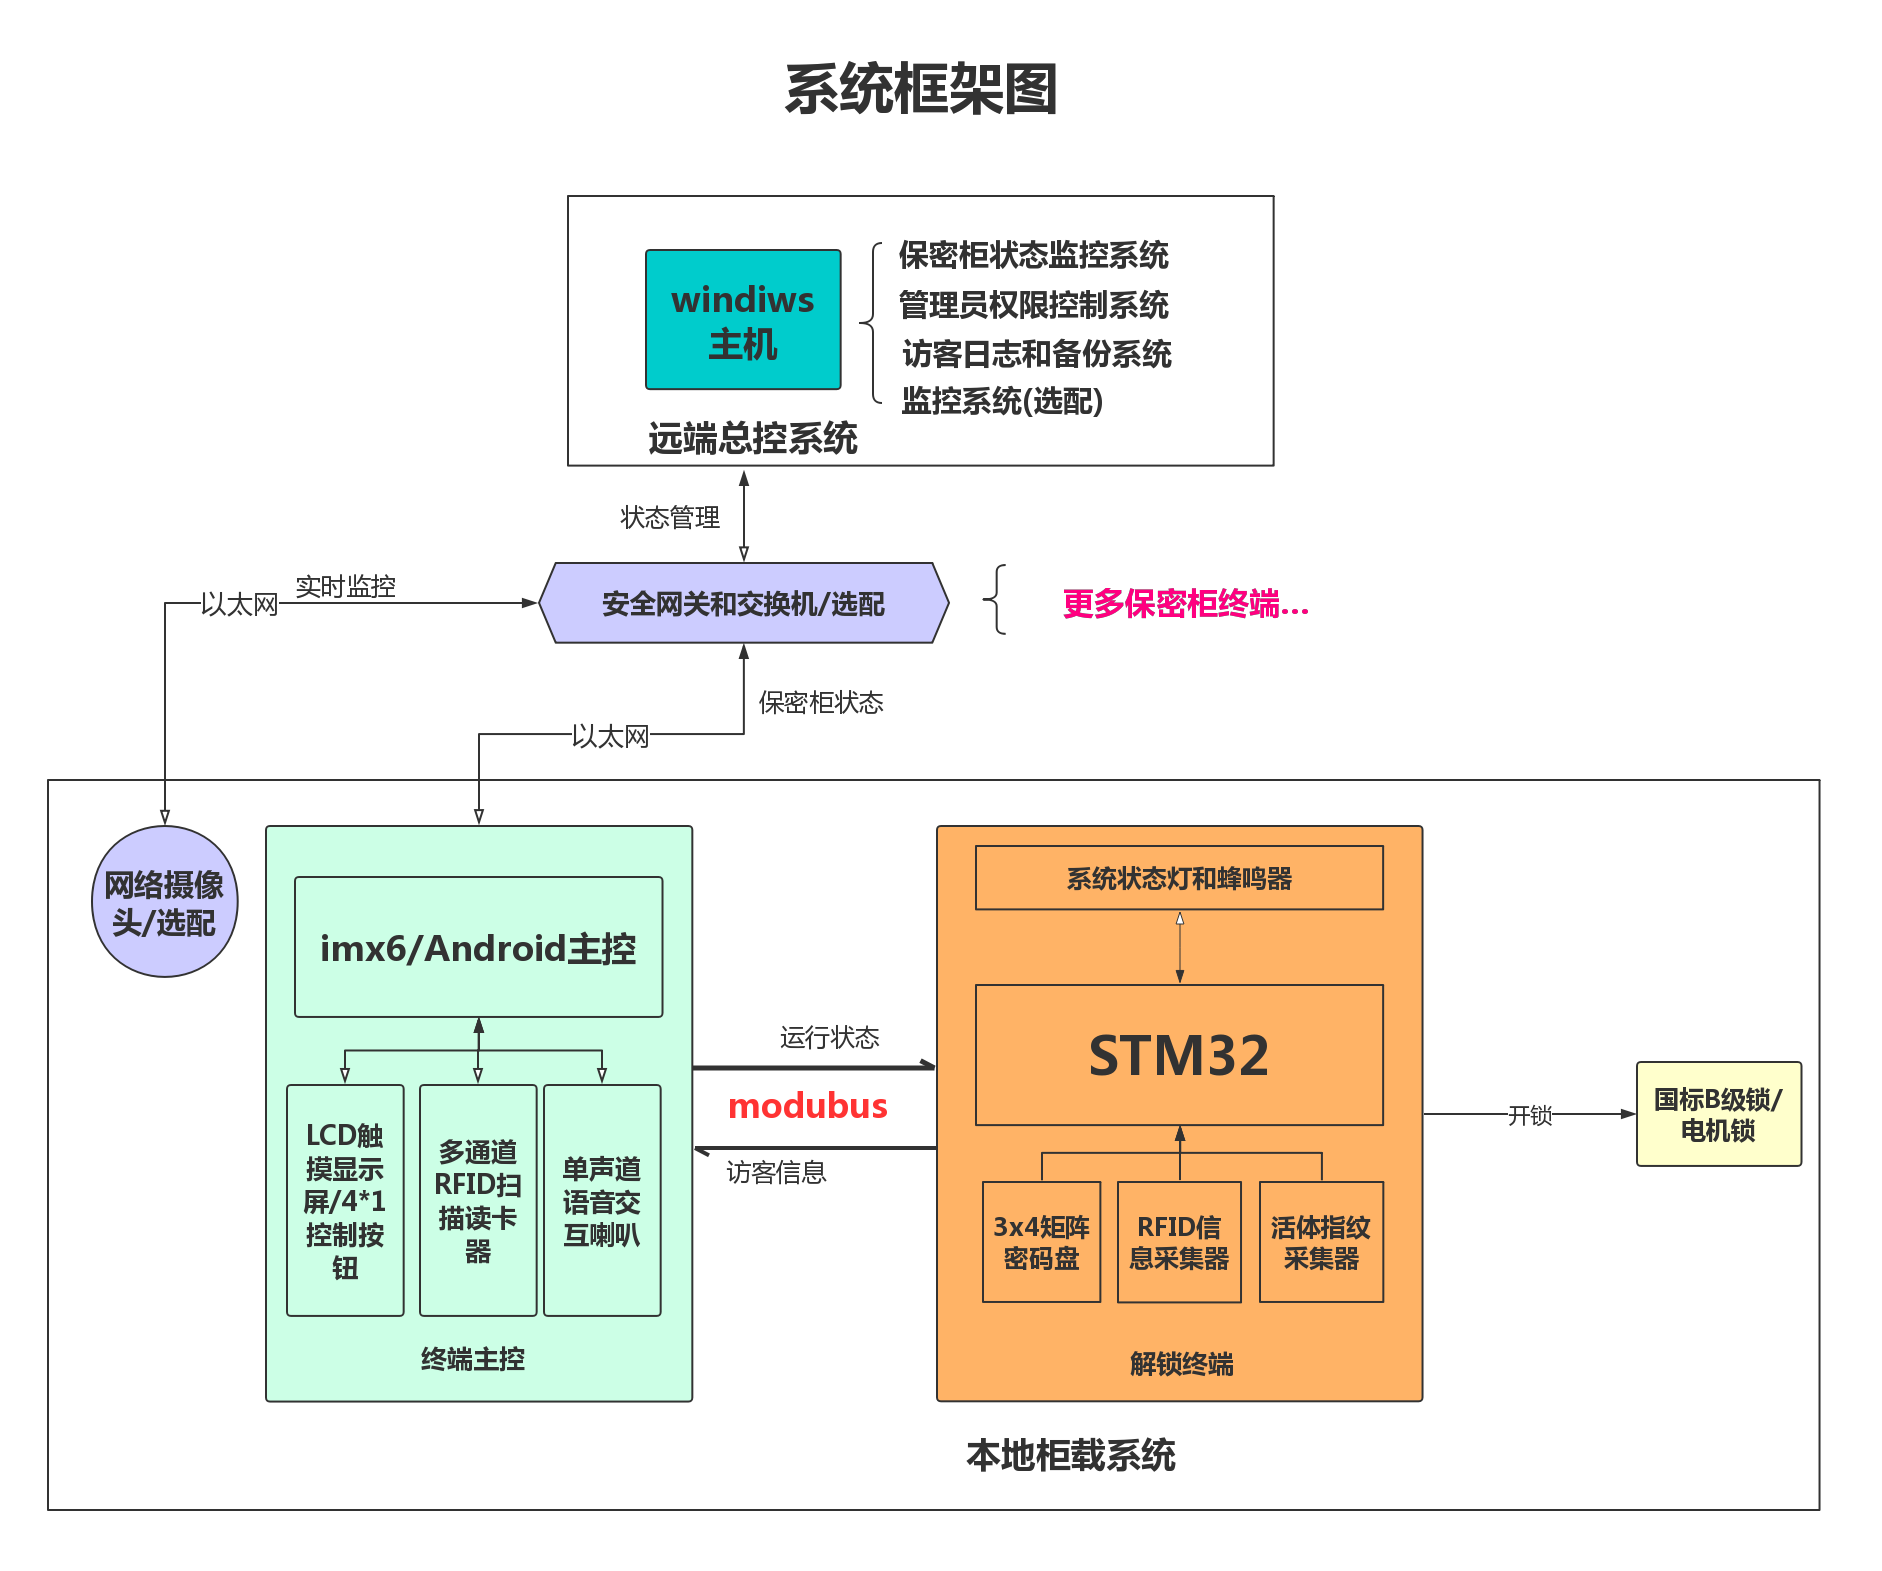 系统框架图
windiws
主机
保密柜状态监控系统
管理员权限控制系统
访客日志和备份系统
监控系统(选配)
远端总控系统
状态管理
实时监控
以太网
安全网关和交换机/选配
更多保密柜终端...
保密柜状态
以太网
网络摄像
头/选配
imx6/Android主控
LCD触
摸显示
屏/4*1
控制按
钮
多通道
RFID扫
描读卡
器
单声道
语音交
互喇叭
终端主控
运行状态
modubus
访客信息
系统状态灯和蜂鸣器
STM32
3x4矩阵
密码盘
RFID信
息采集器
活体指纹
采集器
解锁终端
开锁
国标B级锁/
电机锁
本地柜载系统